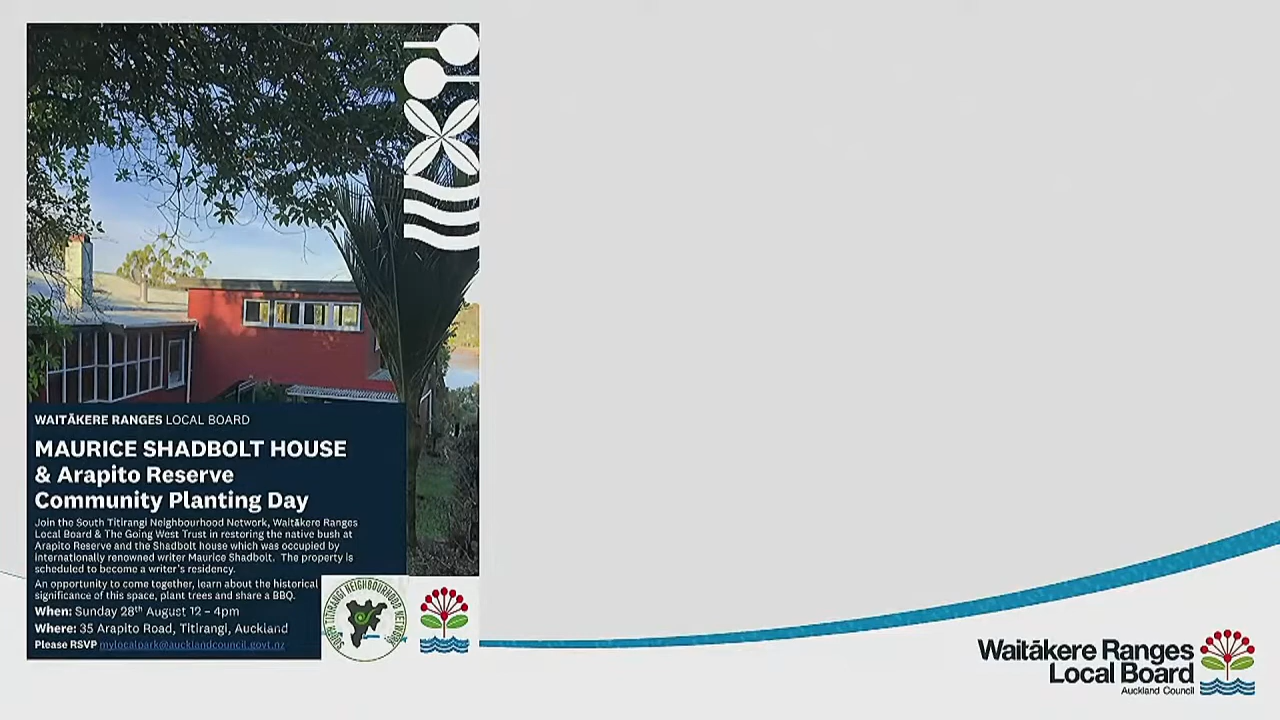 WAITĀKERE RANGES LOCAL BOARD
MAURICE SHADBOLT HOUSE
& Arapito Reserve
Community Planting Day
Join the South Titirangi Neighbourhood Network, Waitākere Ranges
Local Board & The Going West Trust in restoring the native bush at
Arapito Reserve and the Shadbolt house which was occupied by
internationally renowned writer Maurice Shadbolt. The property is
scheduled to become a writer's residency.
An opportunity to come together, learn about the historical
significance of this space, plant trees and share a BBQ.
When: Sunday 28th August 12 – 4pm
Where: 35 Arapito Road, Titirangi, Auckland
Please RSVP mylocalpark@aucklandcouncil.govt.nz
SOUTH TITIRANGI NEIGHBOURHOOD NETWORK
Waitākere Ranges
Local Board
Auckland Council